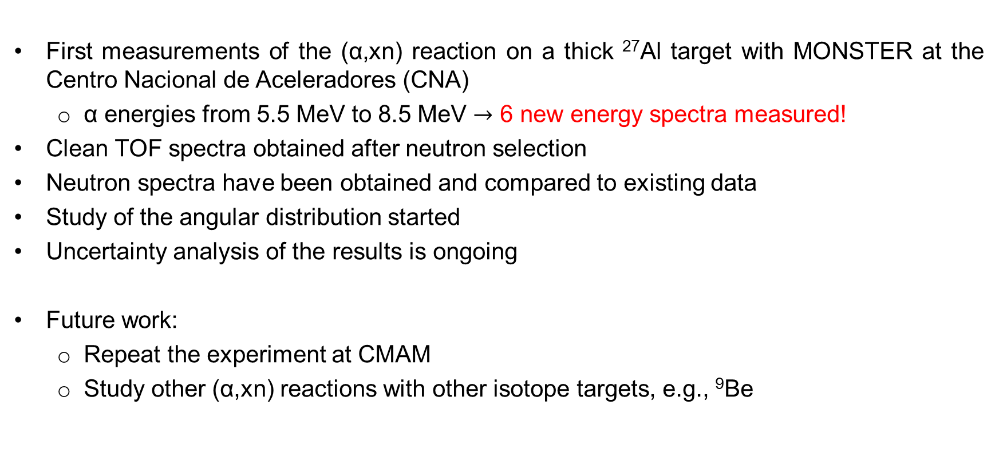 • First measurements of the (α,xn) reaction on a thick ²⁷Al target with MONSTER at the
Centro Nacional de Aceleradores (CNA)
o α energies from 5.5 MeV to 8.5 MeV → 6 new energy spectra measured!
• Clean TOF spectra obtained after neutron selection
• Neutron spectra have been obtained and compared to existing data
• Study of the angular distribution started
• Uncertainty analysis of the results is ongoing
• Future work:
o Repeat the experiment at CMAM
o Study other (α,xn) reactions with other isotope targets, e.g., ⁹Be